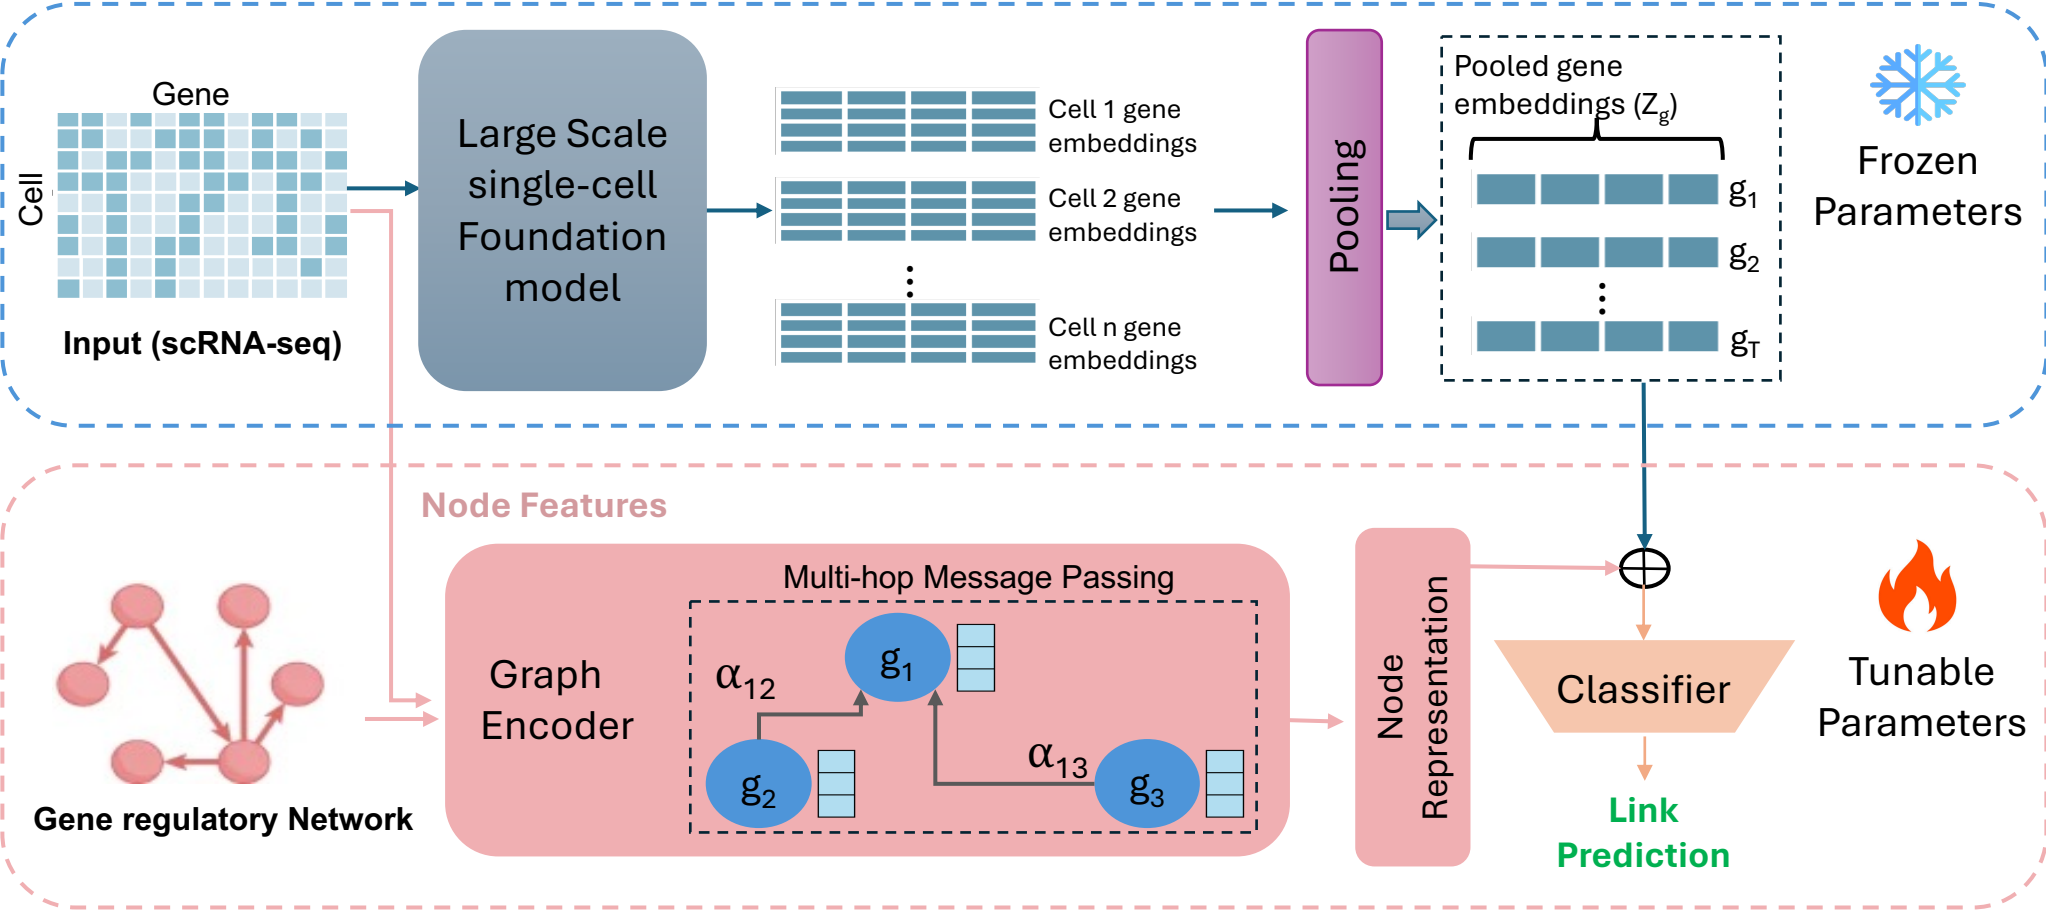 Gene
Cell
Input (scRNA-seq)
Large Scale
single-cell
Foundation
model
Cell 1 gene
embeddings
Cell 2 gene
embeddings
⋮
Cell n gene
embeddings
Pooling
Pooled gene
embeddings (Zg)
g1
g2
⋮
gT
Frozen
Parameters
Node Features
Gene regulatory Network
Graph
Encoder
Multi-hop Message Passing
g1
α12
g2
α13
g3
Node
Representation
Classifier
Link
Prediction
Tunable
Parameters